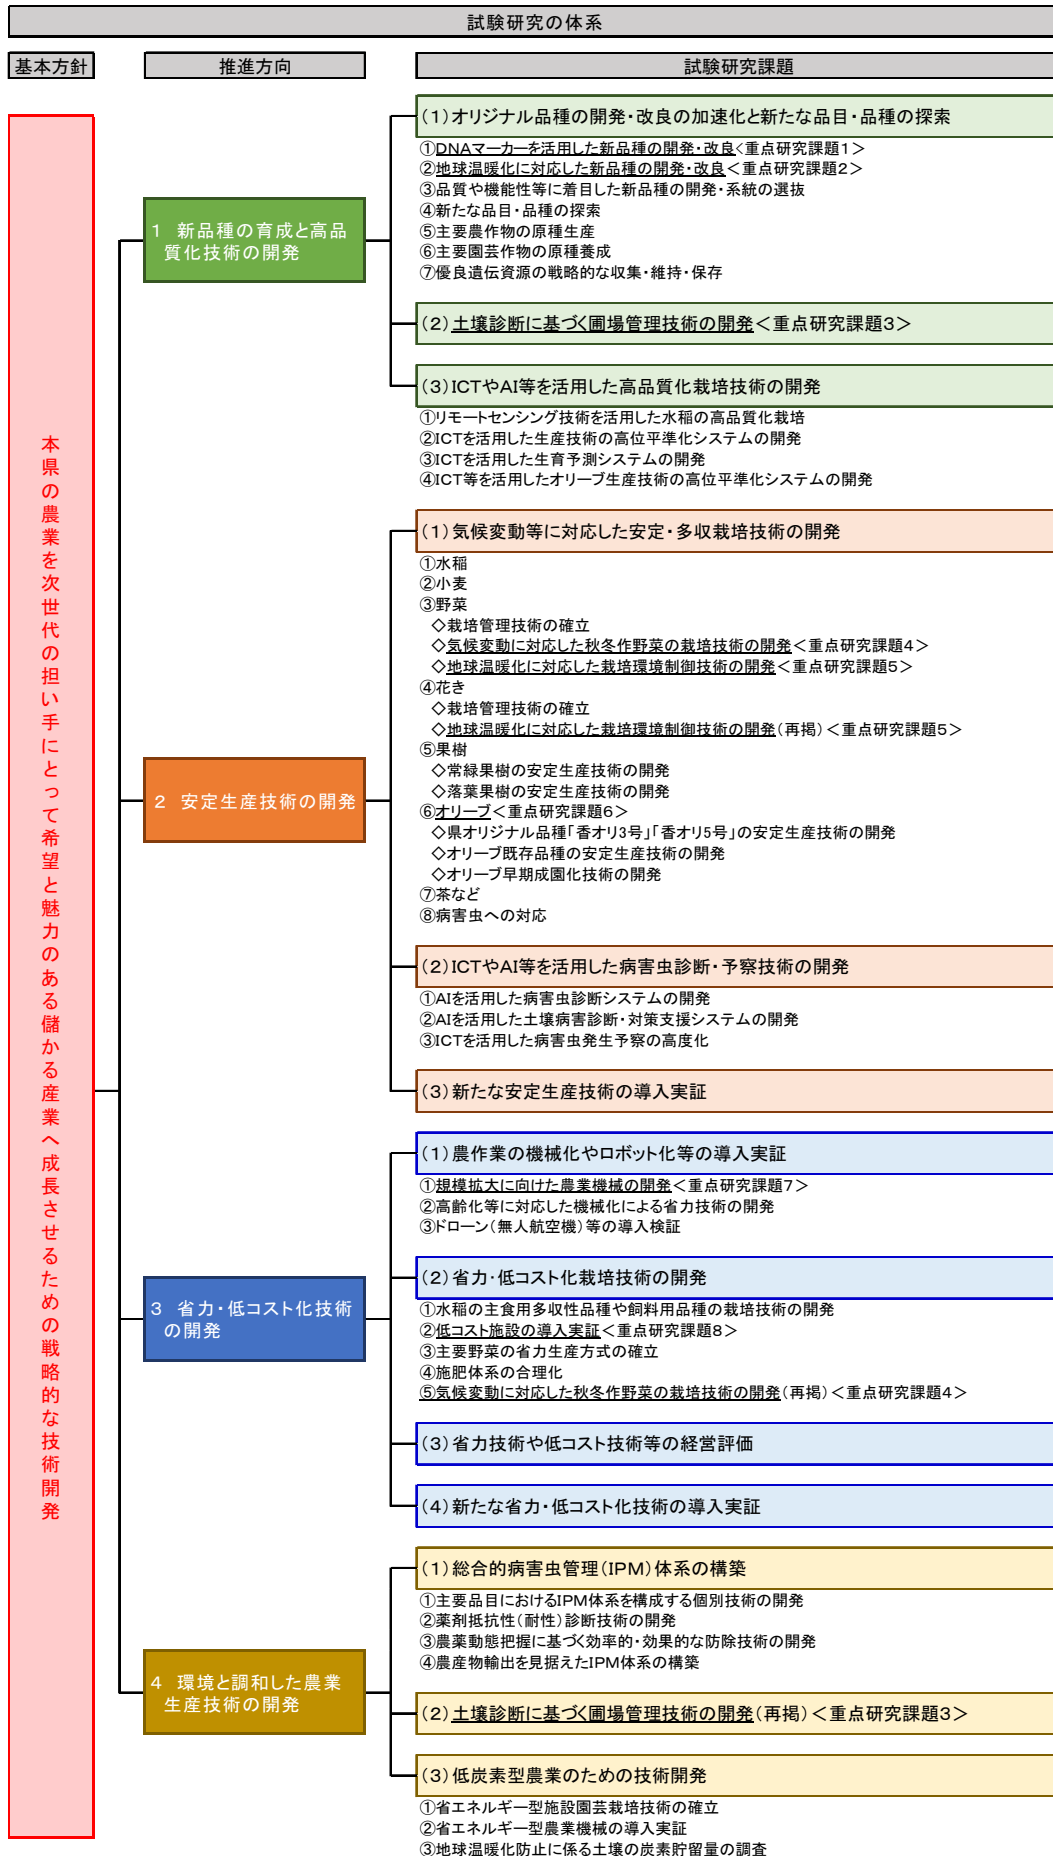 試験研究の体系
基本方針
推進方向
試験研究課題
本県の農業を次世代の担い手にとって希望と魅力のある儲かる産業へ成長させるための戦略的な技術開発
1 新品種の育成と高品
質化技術の開発
(1)オリジナル品種の開発・改良の加速化と新たな品目・品種の探索
①DNAマーカーを活用した新品種の開発・改良<重点研究課題1>
②地球温暖化に対応した新品種の開発・改良<重点研究課題2>
③品質や機能性等に着目した新品種の開発・系統の選抜
④新たな品目・品種の探索
⑤主要農作物の原種生産
⑥主要園芸作物の原種養成
⑦優良遺伝資源の戦略的な収集・維持・保存
(2)土壌診断に基づく圃場管理技術の開発<重点研究課題3>
(3)ICTやAI等を活用した高品質化栽培技術の開発
①リモートセンシング技術を活用した水稲の高品質化栽培
②ICTを活用した生産技術の高位平準化システムの開発
③ICTを活用した生育予測システムの開発
④ICT等を活用したオリーブ生産技術の高位平準化システムの開発
2 安定生産技術の開発
(1)気候変動等に対応した安定・多収栽培技術の開発
①水稲
②小麦
③野菜
◇栽培管理技術の確立
◇気候変動に対応した秋冬作野菜の栽培技術の開発<重点研究課題4>
◇地球温暖化に対応した栽培環境制御技術の開発<重点研究課題5>
④花き
◇栽培管理技術の確立
◇地球温暖化に対応した栽培環境制御技術の開発(再掲)<重点研究課題5>
⑤果樹
◇常緑果樹の安定生産技術の開発
◇落葉果樹の安定生産技術の開発
⑥オリーブ<重点研究課題6>
◇県オリジナル品種「香オリ3号」「香オリ5号」の安定生産技術の開発
◇オリーブ既存品種の安定生産技術の開発
◇オリーブ早期成園化技術の開発
⑦茶など
⑧病害虫への対応
(2)ICTやAI等を活用した病害虫診断・予察技術の開発
①AIを活用した病害虫診断システムの開発
②AIを活用した土壌病害診断・対策支援システムの開発
③ICTを活用した病害虫発生予察の高度化
(3)新たな安定生産技術の導入実証
3 省力・低コスト化技術
の開発
(1)農作業の機械化やロボット化等の導入実証
①規模拡大に向けた農業機械の開発<重点研究課題7>
②高齢化等に対応した機械化による省力技術の開発
③ドローン(無人航空機)等の導入検証
(2)省力・低コスト化栽培技術の開発
①水稲の主食用多収性品種や飼料用品種の栽培技術の開発
②低コスト施設の導入実証<重点研究課題8>
③主要野菜の省力生産方式の確立
④施肥体系の合理化
⑤気候変動に対応した秋冬作野菜の栽培技術の開発(再掲)<重点研究課題4>
(3)省力技術や低コスト技術等の経営評価
(4)新たな省力・低コスト化技術の導入実証
4 環境と調和した農業
生産技術の開発
(1)総合的病害虫管理(IPM)体系の構築
①主要品目におけるIPM体系を構成する個別技術の開発
②薬剤抵抗性(耐性)診断技術の開発
③農薬動態把握に基づく効率的・効果的な防除技術の開発
④農産物輸出を見据えたIPM体系の構築
(2)土壌診断に基づく圃場管理技術の開発(再掲)<重点研究課題3>
(3)低炭素型農業のための技術開発
①省エネルギー型施設園芸栽培技術の確立
②省エネルギー型農業機械の導入実証
③地球温暖化防止に係る土壌の炭素貯留量の調査